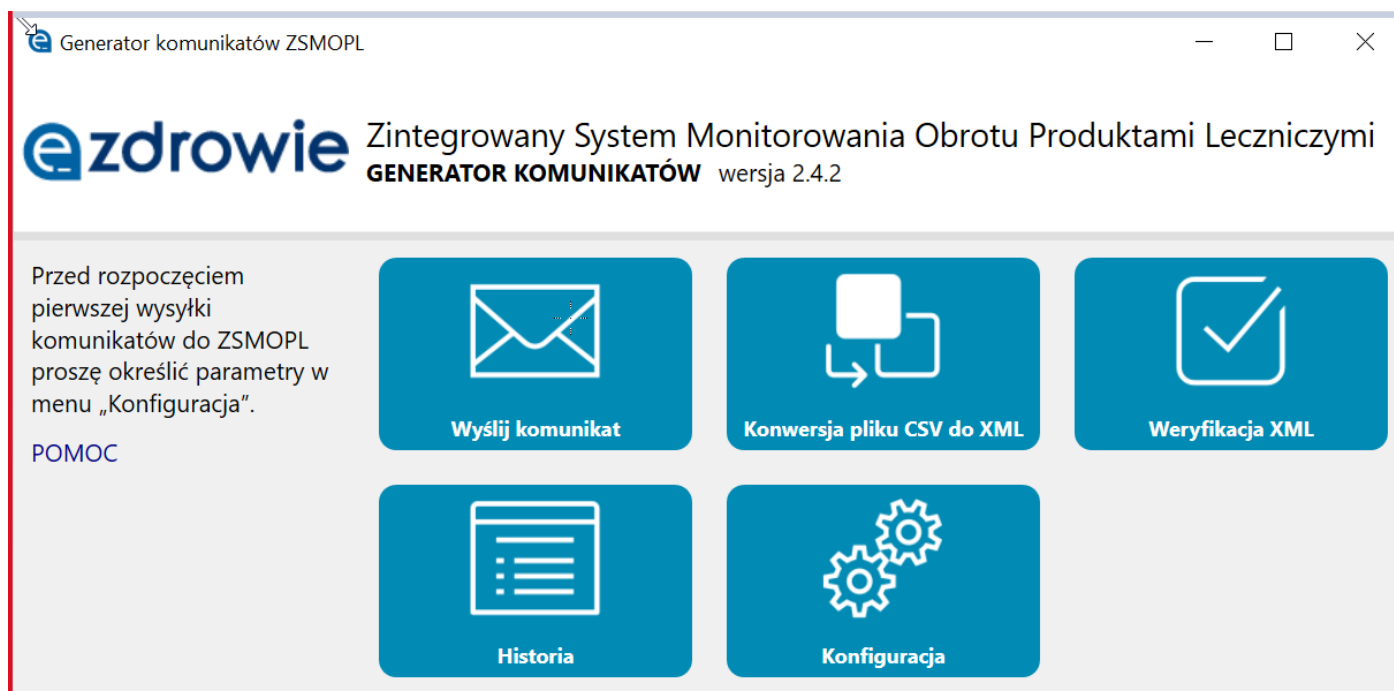 Generator komunikatów ZSMOPL
ezdrowie
Zintegrowany System Monitorowania Obrotu Produktami Leczniczymi
GENERATOR KOMUNIKATÓW wersja 2.4.2
Przed rozpoczęciem
pierwszej wysyłki
komunikatów do ZSMOPL
proszę określić parametry w
menu „Konfiguracja”.
POMOC
Wyślij komunikat
Konwersja pliku CSV do XML
Weryfikacja XML
Historia
Konfiguracja